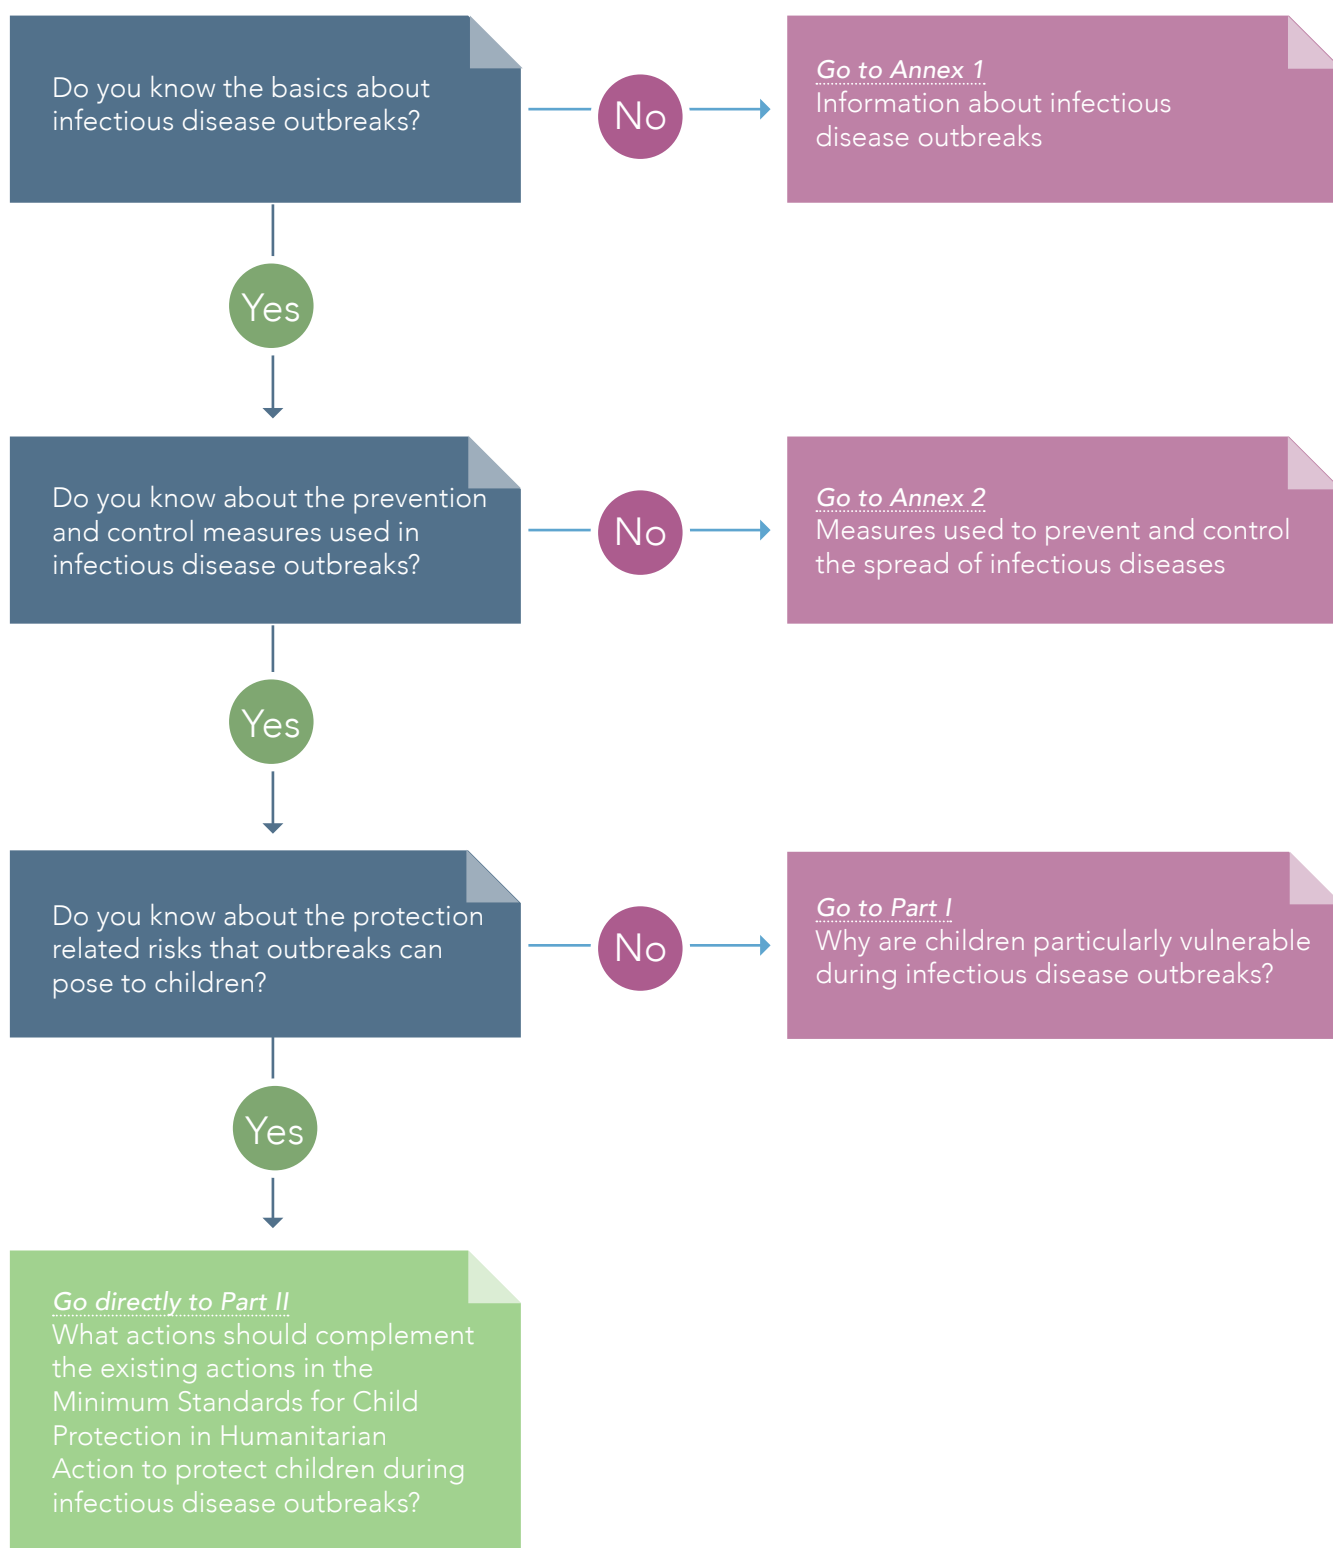 Do you know the basics about
infectious disease outbreaks?
No
Go to Annex 1
Information about infectious
disease outbreaks
Yes
Do you know about the prevention
and control measures used in
infectious disease outbreaks?
No
Go to Annex 2
Measures used to prevent and control
the spread of infectious diseases
Yes
Do you know about the protection
related risks that outbreaks can
pose to children?
No
Go to Part I
Why are children particularly vulnerable
during infectious disease outbreaks?
Yes
Go directly to Part II
What actions should complement
the existing actions in the
Minimum Standards for Child
Protection in Humanitarian
Action to protect children during
infectious disease outbreaks?